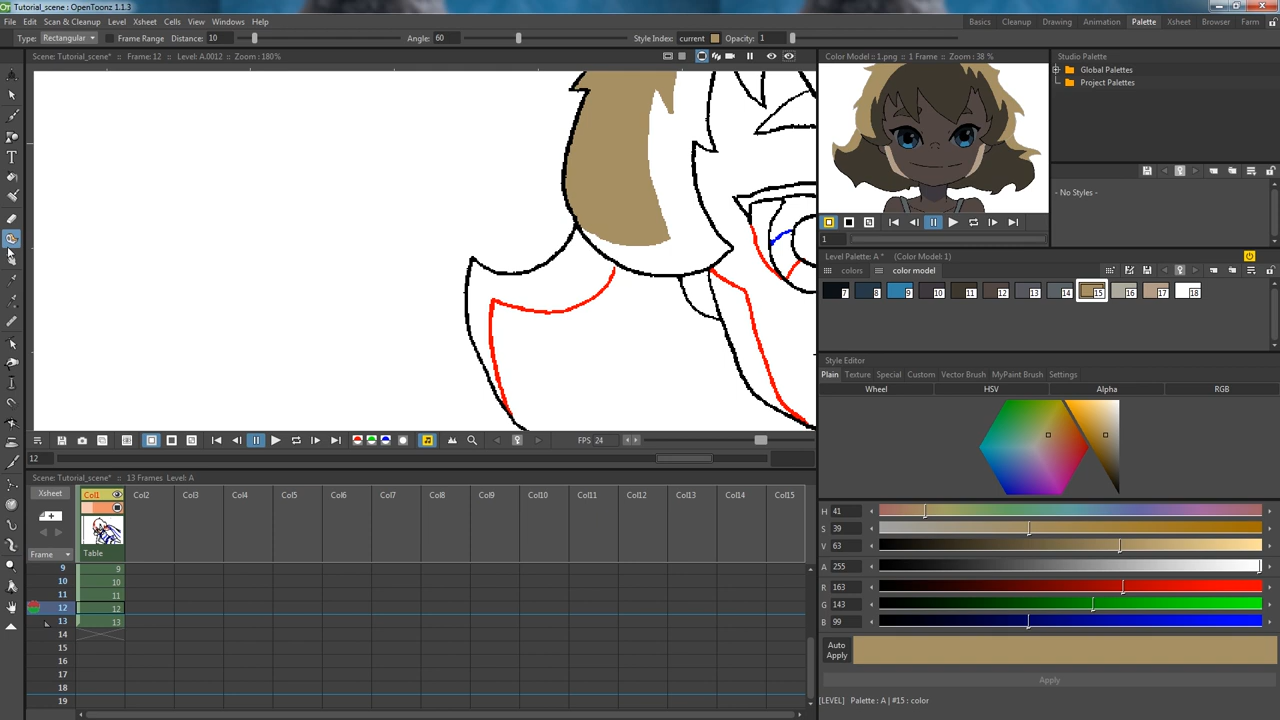 Tutorial_scene : OpenToonz 1.1.3
File Edit Scan & Cleanup Level Xsheet Cells View Windows Help
Basics Cleanup Drawing Animation Palette Xsheet Browser Farm
Type: Rectangular Frame Range Distance: 10 Angle: 60 Style Index: current Opacity: 1
Scene: Tutorial_scene* :: Frame: 12 :: Level: A.0012 :: Zoom : 180%
Color Model :: 1.png :: 1 Frame :: Zoom : 38 %
Studio Palette
Global Palettes
Project Palettes
- No Styles -
1
Level Palette: A * (Color Model: 1)
colors color model
7 8 9 10 11 12 13 14 15 16 17 18
Style Editor
Plain Texture Special Custom Vector Brush MyPaint Brush Settings
Wheel HSV Alpha RGB
FPS 24
12
Scene: Tutorial_scene* :: 13 Frames Level: A
Xsheet Col1 Col2 Col3 Col4 Col5 Col6 Col7 Col8 Col9 Col10 Col11 Col12 Col13 Col14 Col15
Frame Table
9 9
10 10
11 11
12 12
13 13
14
15
16
17
18
19
H 41
S 39
V 63
A 255
R 163
G 143
B 99
Auto
Apply
Apply
[LEVEL] Palette : A | #15 : color